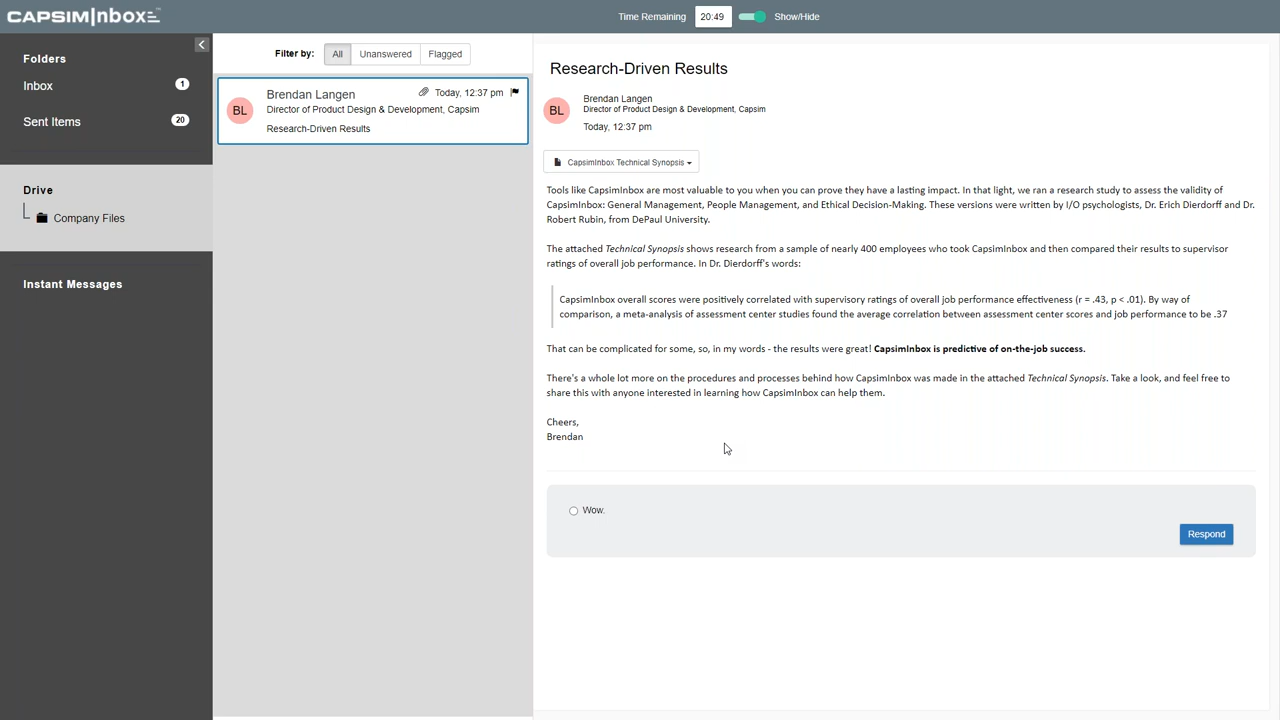 CAPSIM|nbox
Time Remaining 20:49 Show/Hide
Folders
Inbox 1
Sent Items 20
Drive
Company Files
Instant Messages
Filter by: All Unanswered Flagged
BL
Brendan Langen Today, 12:37 pm
Director of Product Design & Development, Capsim
Research-Driven Results
Research-Driven Results
BL
Brendan Langen
Director of Product Design & Development, Capsim
Today, 12:37 pm
CapsimInbox Technical Synopsis
Tools like CapsimInbox are most valuable to you when you can prove they have a lasting impact. In that light, we ran a research study to assess the validity of
CapsimInbox: General Management, People Management, and Ethical Decision-Making. These versions were written by I/O psychologists, Dr. Erich Dierdorff and Dr.
Robert Rubin, from DePaul University.
The attached Technical Synopsis shows research from a sample of nearly 400 employees who took CapsimInbox and then compared their results to supervisor
ratings of overall job performance. In Dr. Dierdorff's words:
CapsimInbox overall scores were positively correlated with supervisory ratings of overall job performance effectiveness (r = .43, p < .01). By way of
comparison, a meta-analysis of assessment center studies found the average correlation between assessment center scores and job performance to be .37
That can be complicated for some, so, in my words - the results were great! CapsimInbox is predictive of on-the-job success.
There's a whole lot more on the procedures and processes behind how CapsimInbox was made in the attached Technical Synopsis. Take a look, and feel free to
share this with anyone interested in learning how CapsimInbox can help them.
Cheers,
Brendan
Wow.
Respond